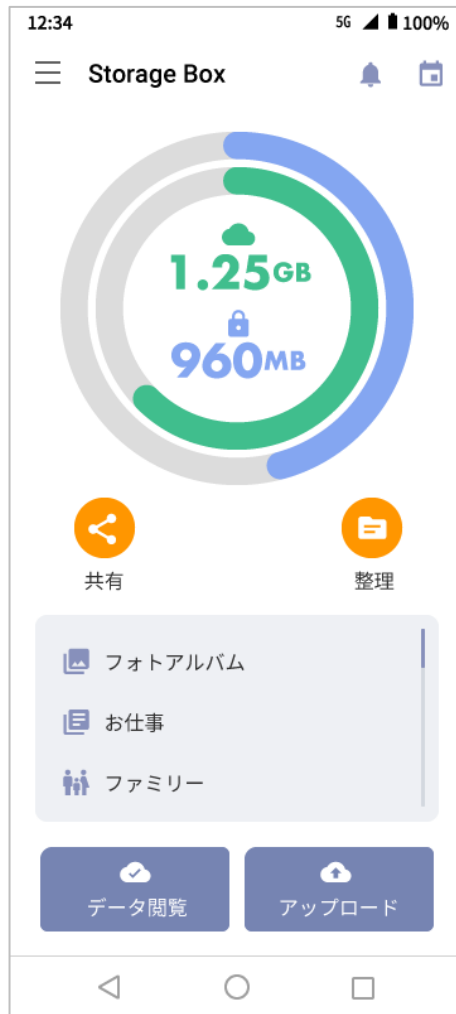 12:34 5G 100%
Storage Box
1.25GB
960MB
共有 整理
フォトアルバム
お仕事
ファミリー
データ閲覧 アップロード